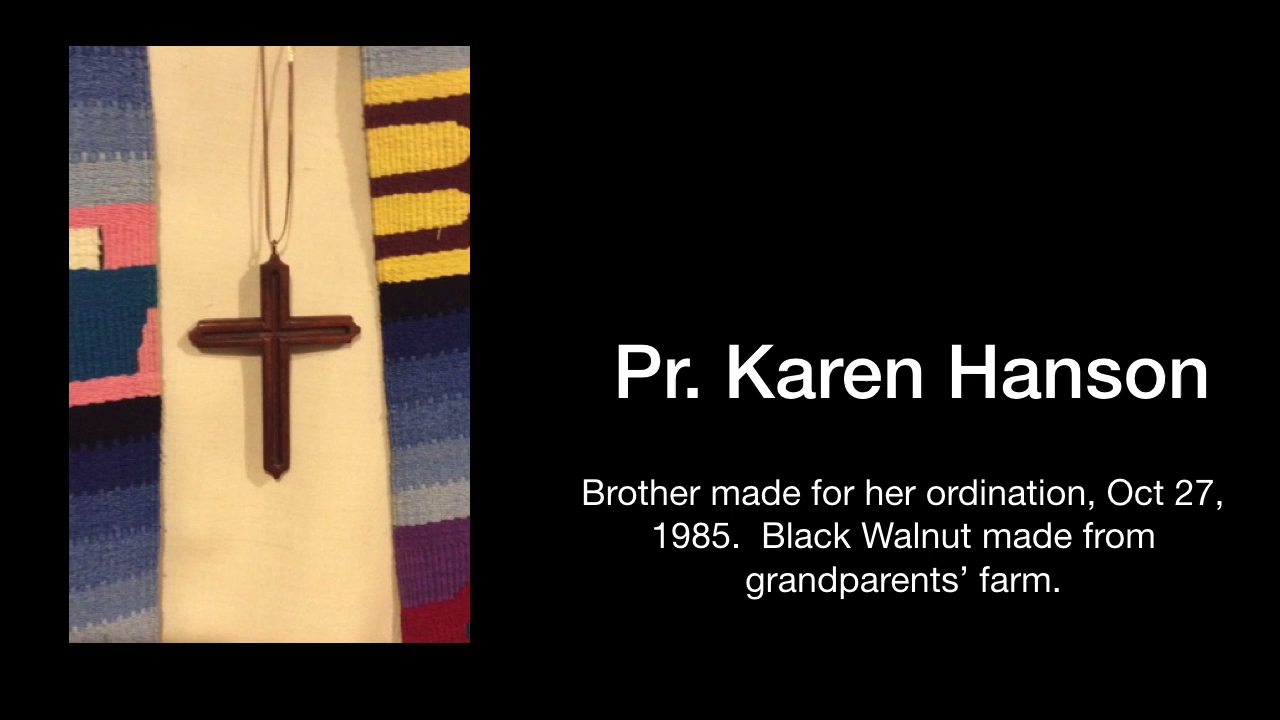 Pr. Karen Hanson
Brother made for her ordination, Oct 27,
1985.  Black Walnut made from
grandparents’ farm.